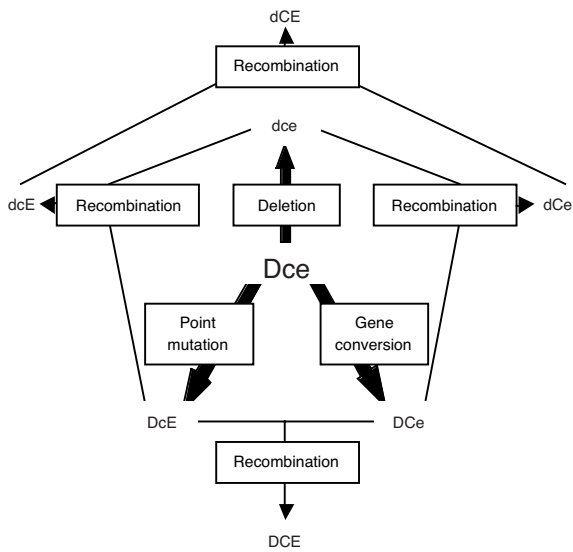 dCE
Recombination
dce
dcE
Recombination
Deletion
Recombination
dCe
Dce
Point
mutation
Gene
conversion
DcE
DCe
Recombination
DCE